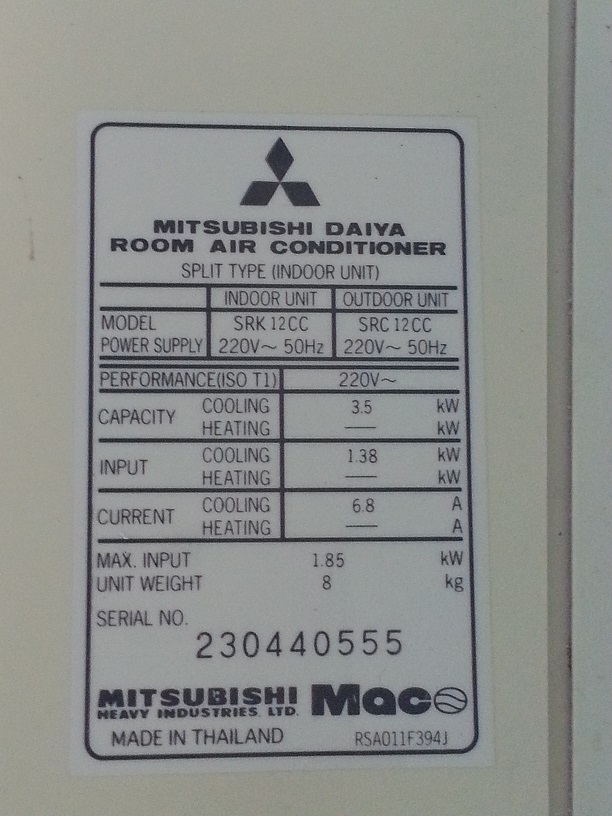 MITSUBISHI DAIYA
ROOM AIR CONDITIONER
SPLIT TYPE (INDOOR UNIT)
INDOOR UNIT OUTDOOR UNIT
MODEL SRK 12CC SRC 12CC
POWER SUPPLY 220V~ 50Hz 220V~ 50Hz
PERFORMANCE(ISO T1) 220V~
CAPACITY COOLING 3.5 kW
HEATING — kW
INPUT COOLING 1.38 kW
HEATING — kW
CURRENT COOLING 6.8 A
HEATING — A
MAX. INPUT 1.85 kW
UNIT WEIGHT 8 kg
SERIAL NO.
230440555
MITSUBISHI Maco
HEAVY INDUSTRIES, LTD.
MADE IN THAILAND RSA011F394J